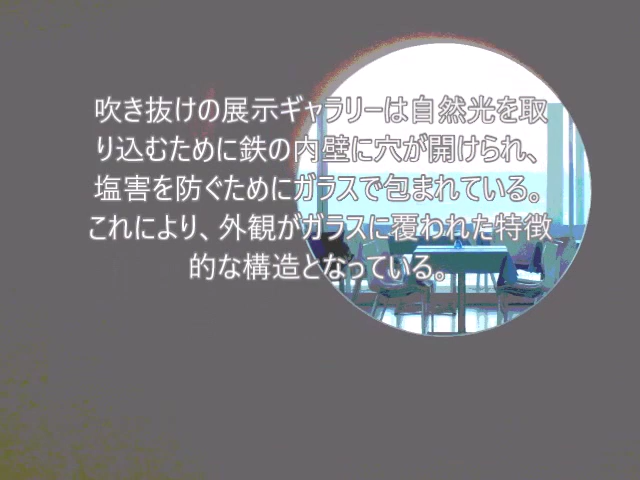 吹き抜けの展示ギャラリーは自然光を取
り込むために鉄の内壁に穴が開けられ、
塩害を防ぐためにガラスで包まれている。
これにより、外観がガラスに覆われた特徴
的な構造となっている。